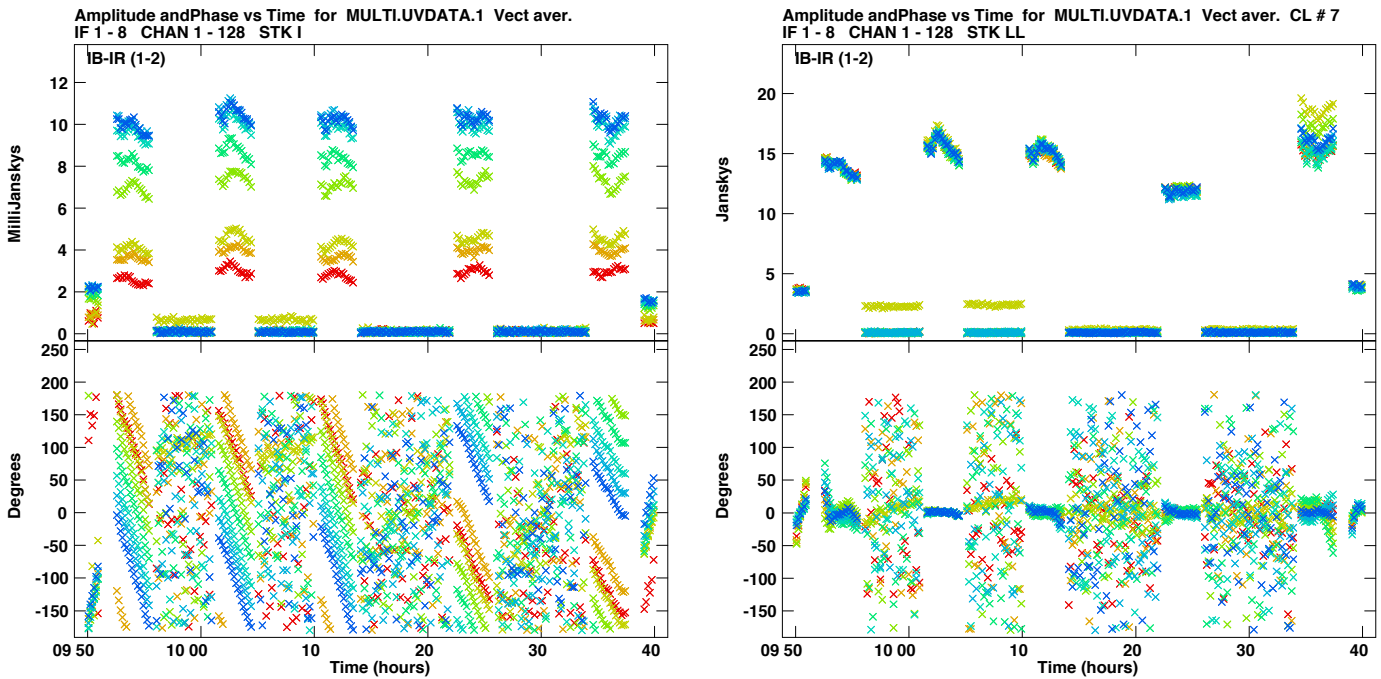 Amplitude andPhase vs Time for MULTI.UVDATA.1 Vect aver.
IF 1 - 8 CHAN 1 - 128 STK I
IB-IR (1-2)
12
10
8
6
4
2
0
MilliJanskys
250
200
150
100
50
0
-50
-100
-150
Degrees
09 50 10 00 10 20 30 40
Time (hours)
Amplitude andPhase vs Time for MULTI.UVDATA.1 Vect aver. CL # 7
IF 1 - 8 CHAN 1 - 128 STK LL
IB-IR (1-2)
20
15
10
5
0
Janskys
250
200
150
100
50
0
-50
-100
-150
Degrees
09 50 10 00 10 20 30 40
Time (hours)